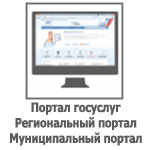 Портал госуслуг
Региональный портал
Муниципальный портал